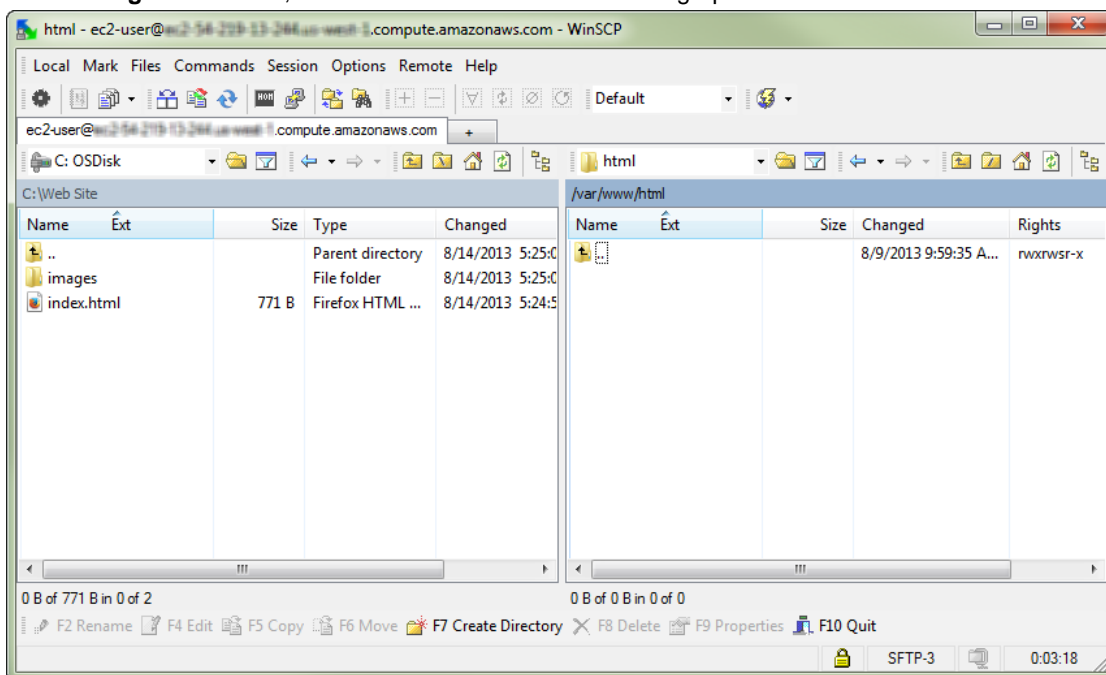 html - ec2-user@ .compute.amazonaws.com - WinSCP
Local Mark Files Commands Session Options Remote Help
Default
ec2-user@ .compute.amazonaws.com +
C: OSDisk html
C:\Web Site /var/www/html
Name Ext Size Type Changed Name Ext Size Changed Rights
.. Parent directory 8/14/2013 5:25:0 .. 8/9/2013 9:59:35 A... rwxrwsr-x
images File folder 8/14/2013 5:25:0
index.html 771 B Firefox HTML ... 8/14/2013 5:24:5
0 B of 771 B in 0 of 2 0 B of 0 B in 0 of 0
F2 Rename F4 Edit F5 Copy F6 Move F7 Create Directory F8 Delete F9 Properties F10 Quit
SFTP-3 0:03:18